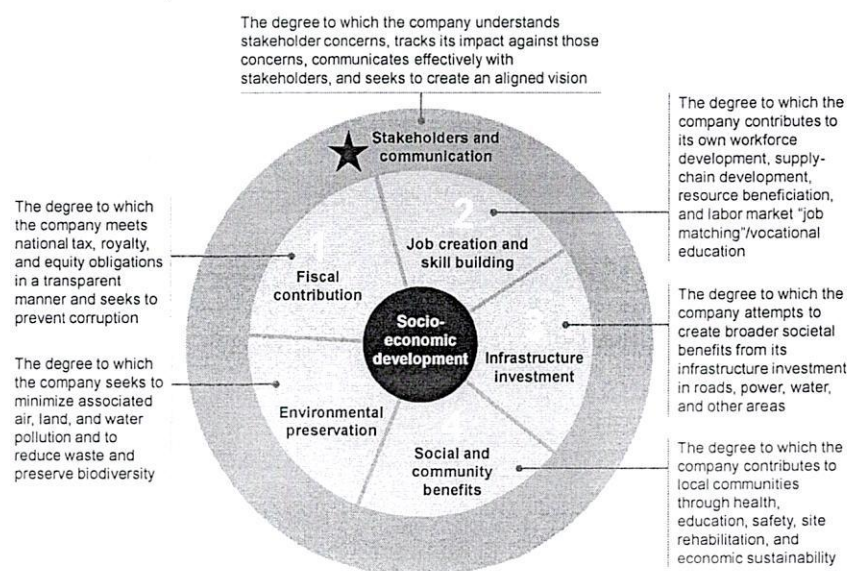 The degree to which the company understands
stakeholder concerns, tracks its impact against those
concerns, communicates effectively with
stakeholders, and seeks to create an aligned vision
Stakeholders and
communication
The degree to which the
company contributes to
its own workforce
development, supply-
chain development,
resource beneficiation,
and labor market "job
matching"/vocational
education
2
Job creation and
skill building
The degree to which
the company meets
national tax, royalty,
and equity obligations
in a transparent
manner and seeks to
prevent corruption
1
Fiscal
contribution
Socio-
economic
development
The degree to which the
company attempts to
create broader societal
benefits from its
infrastructure investment
in roads, power, water,
and other areas
3
Infrastructure
investment
The degree to which
the company seeks to
minimize associated
air, land, and water
pollution and to
reduce waste and
preserve biodiversity
Environmental
preservation
4
Social and
community
benefits
The degree to which the
company contributes to
local communities
through health,
education, safety, site
rehabilitation, and
economic sustainability